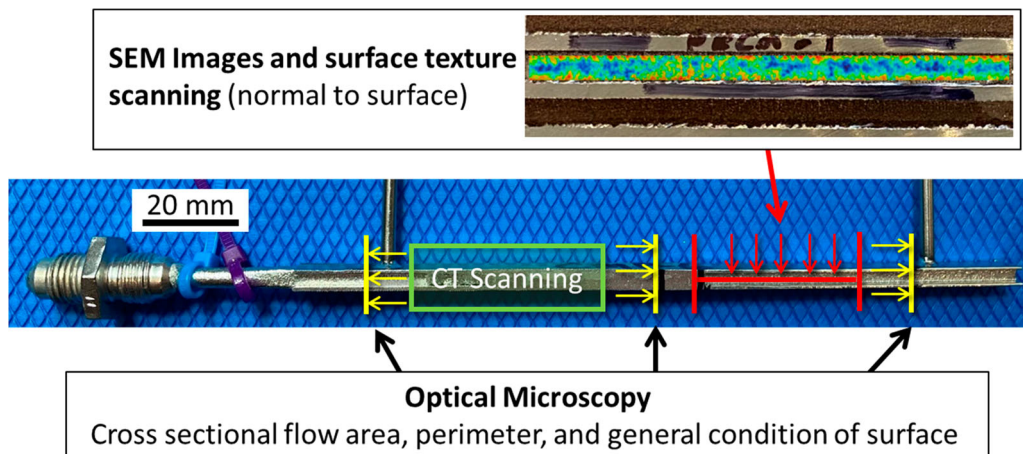 SEM Images and surface texture
scanning (normal to surface)
20 mm
CT Scanning
Optical Microscopy
Cross sectional flow area, perimeter, and general condition of surface